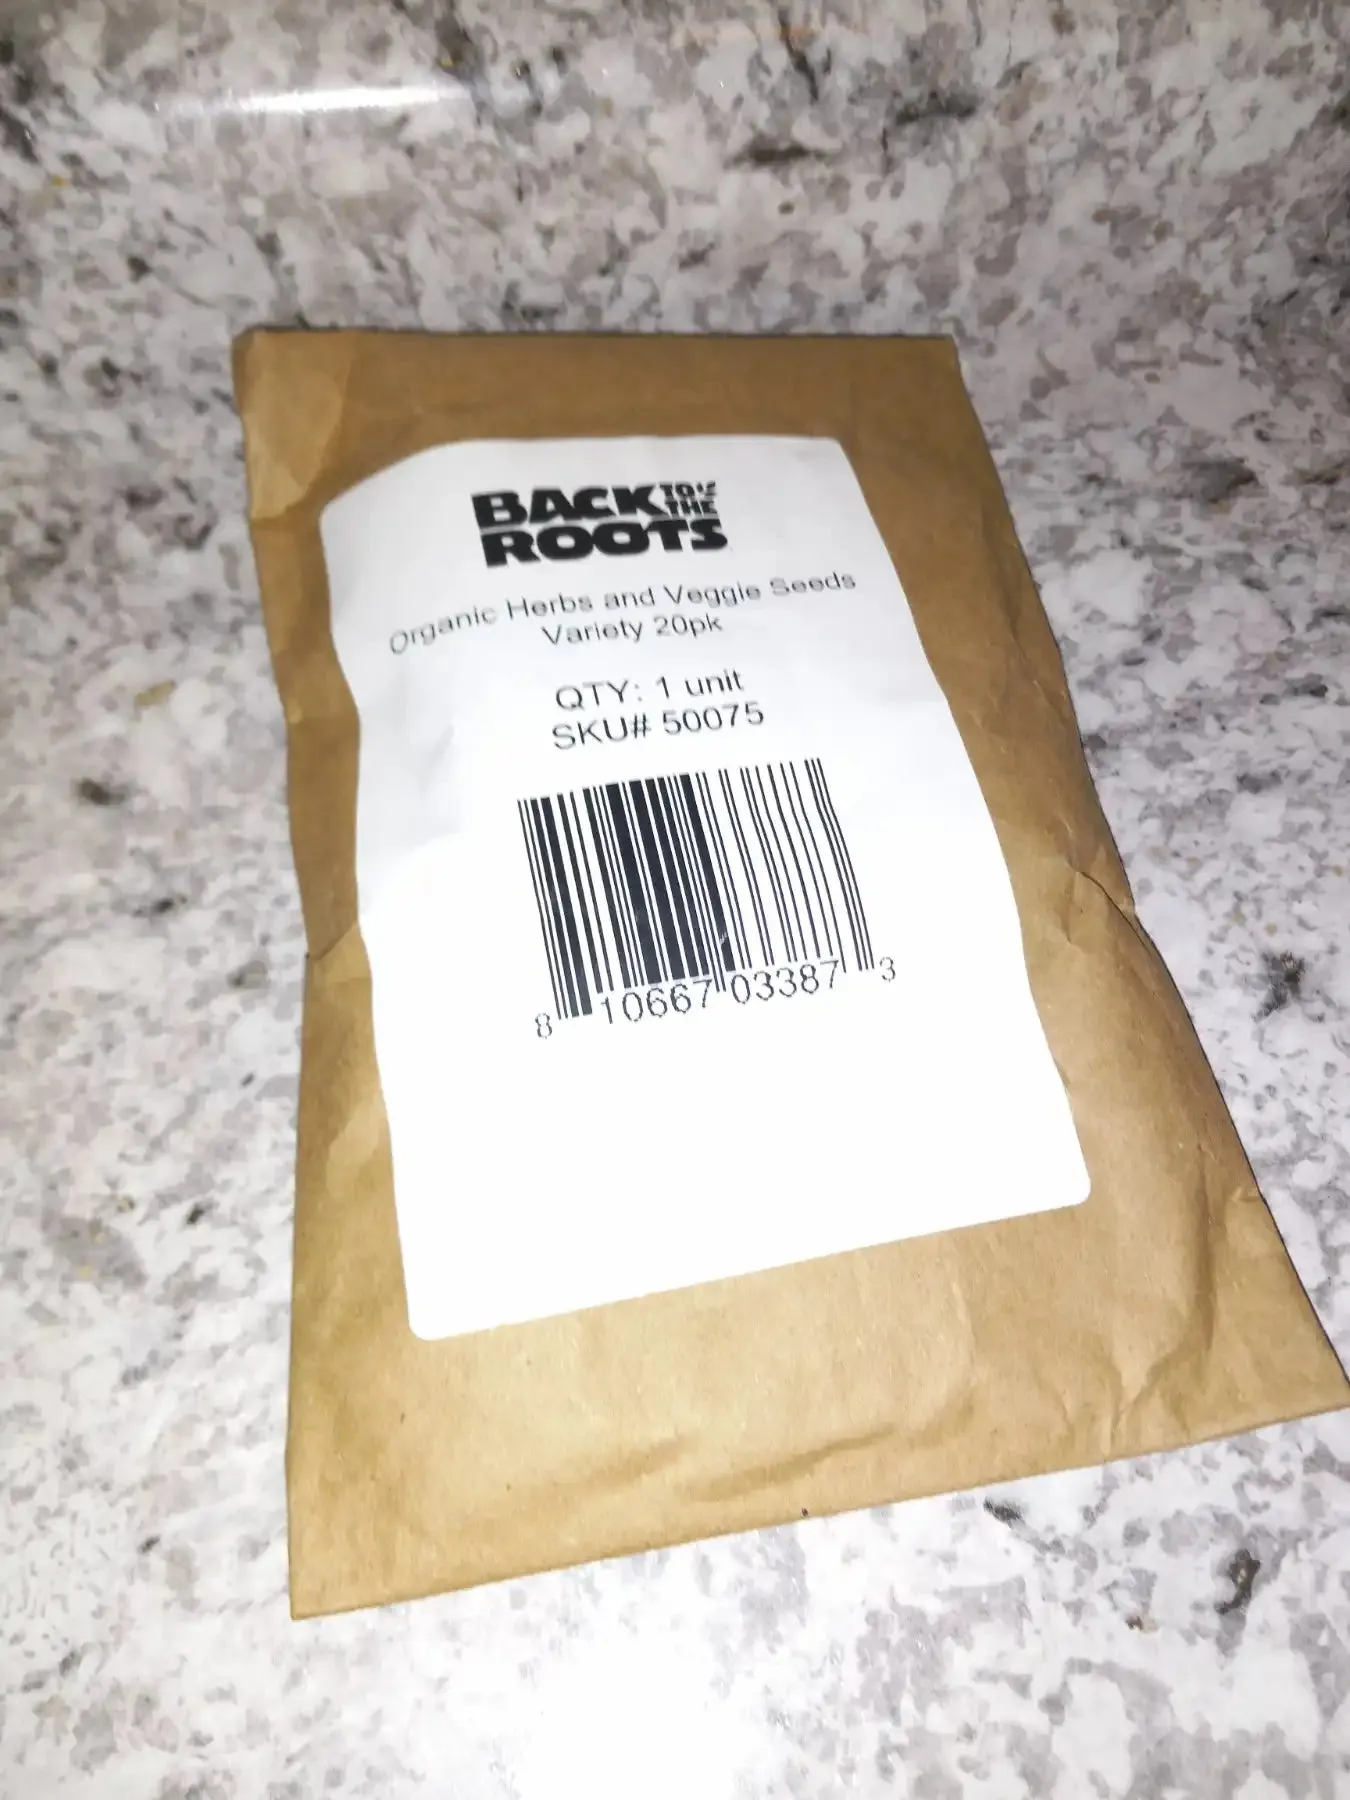 BACK TO THE
ROOTS
Organic Herbs and Veggie Seeds
Variety 20pk
QTY: 1 unit
SKU# 50075
8 10667 03387 3